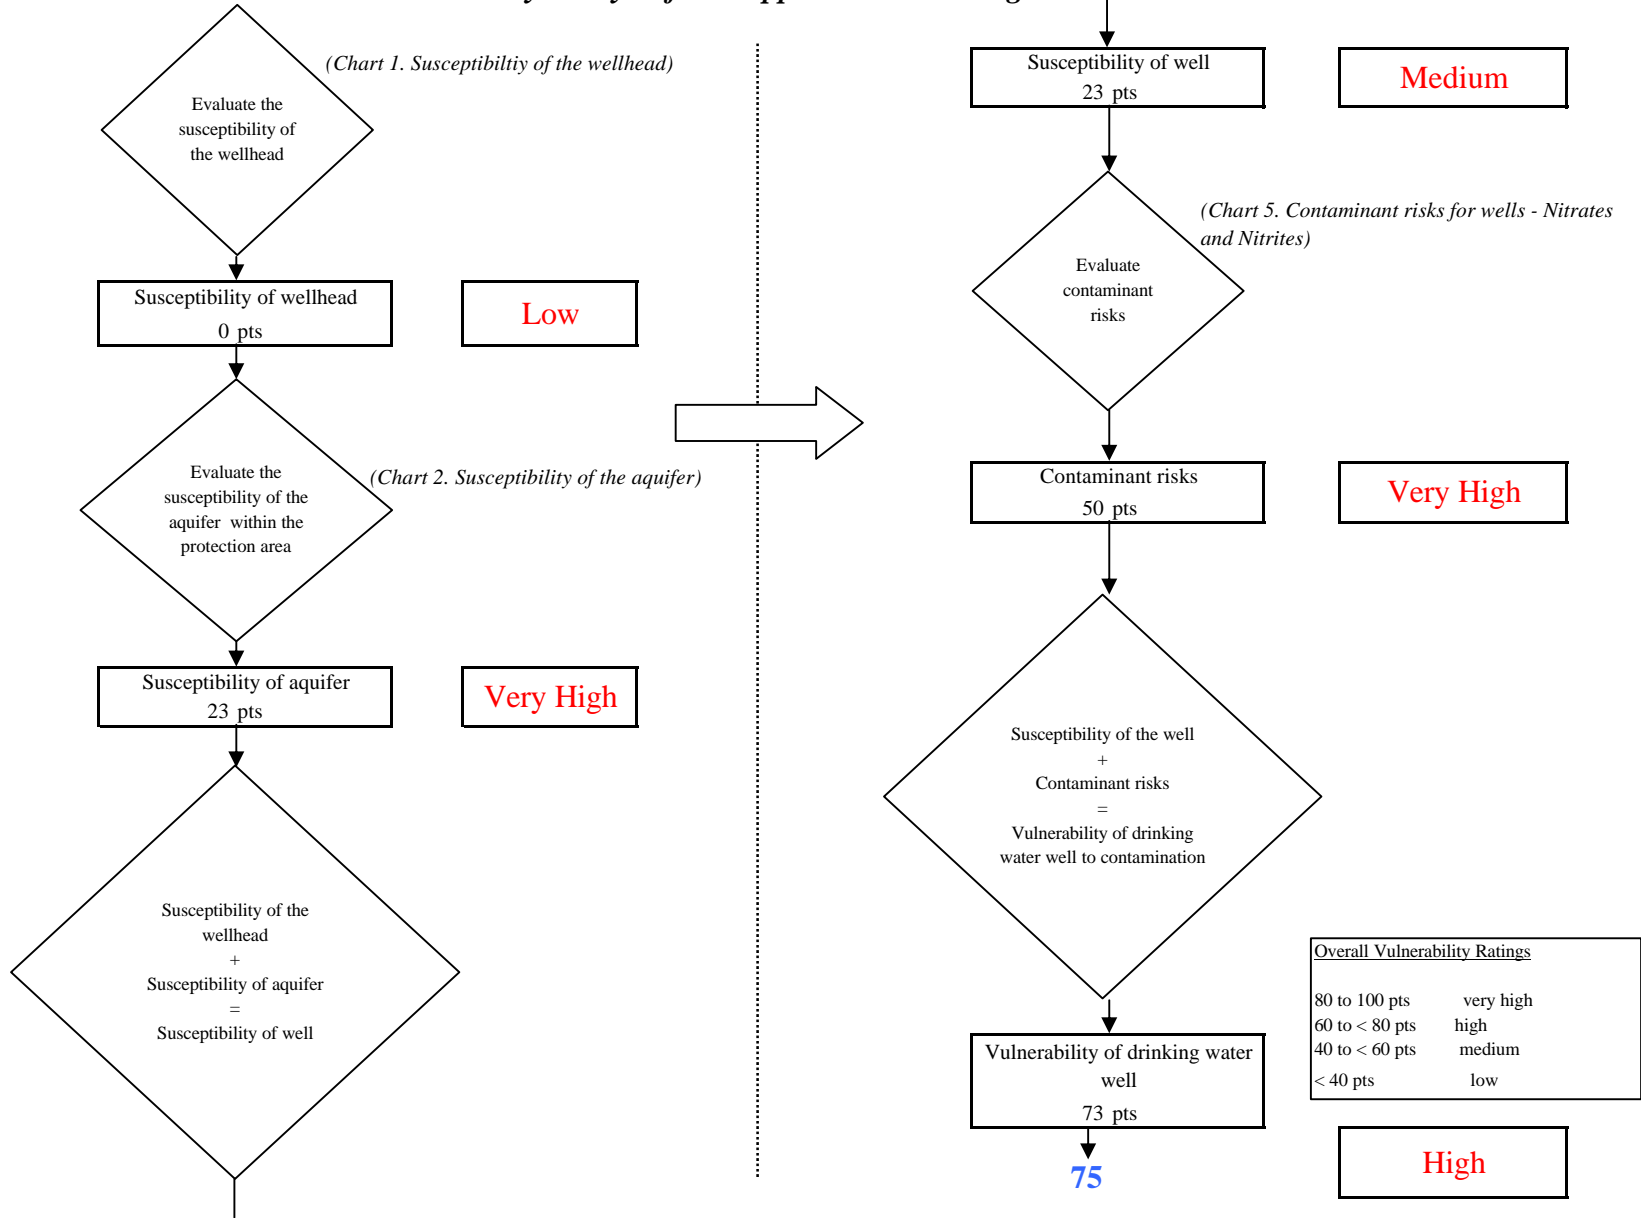 (Chart 1. Susceptibiltiy of the wellhead)
Evaluate the
susceptibility of
the wellhead
Susceptibility of wellhead
0 pts
Low
Evaluate the
susceptibility of the
aquifer within the
protection area
(Chart 2. Susceptibility of the aquifer)
Susceptibility of aquifer
23 pts
Very High
Susceptibility of the
wellhead
+
Susceptibility of aquifer
=
Susceptibility of well
Susceptibility of well
23 pts
Medium
(Chart 5. Contaminant risks for wells - Nitrates
and Nitrites)
Evaluate
contaminant
risks
Contaminant risks
50 pts
Very High
Susceptibility of the well
+
Contaminant risks
=
Vulnerability of drinking
water well to contamination
Overall Vulnerability Ratings
80 to 100 pts very high
60 to < 80 pts high
40 to < 60 pts medium
< 40 pts low
Vulnerability of drinking water
well
73 pts
75
High